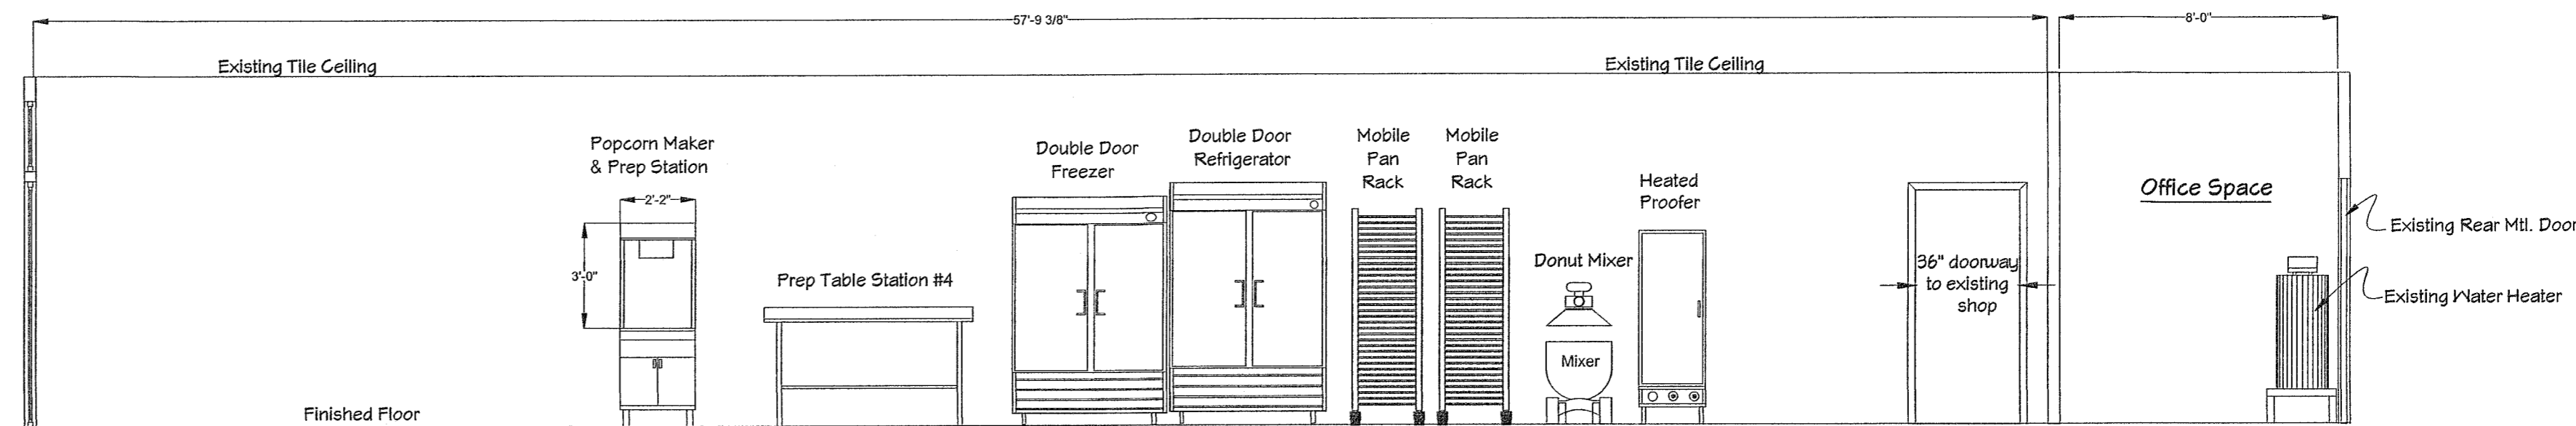 57'-9 3/8"
8'-0"
Existing Tile Ceiling
Existing Tile Ceiling
Popcorn Maker
& Prep Station
2'-2"
3'-0"
Prep Table Station #4
Double Door
Freezer
Double Door
Refrigerator
Mobile
Pan
Rack
Mobile
Pan
Rack
Donut Mixer
Mixer
Heated
Proofer
36" doorway
to existing
shop
Office Space
Existing Rear Mtl. Door
Existing Water Heater
Finished Floor